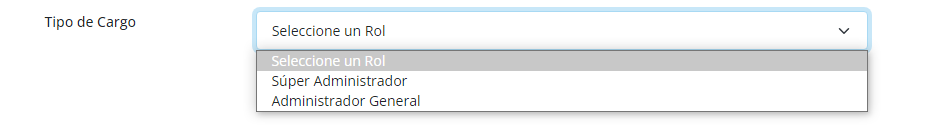 Tipo de Cargo
Seleccione un Rol
Seleccione un Rol
Súper Administrador
Administrador General